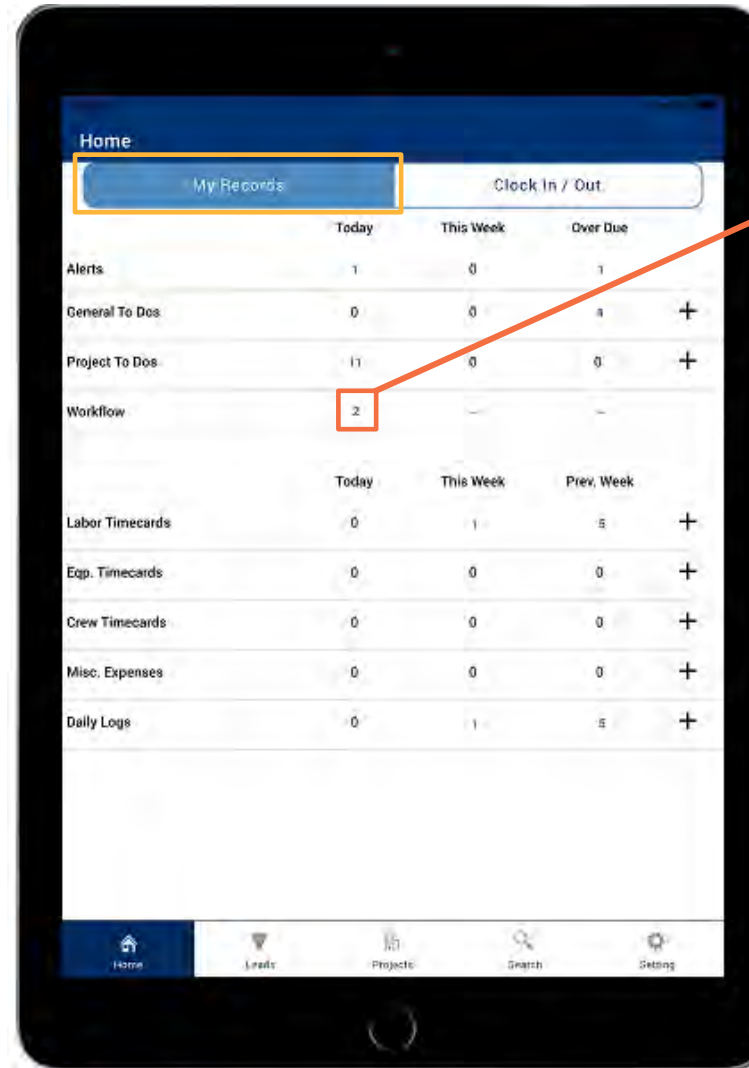 Home
My Records Clock In / Out
Today This Week Over Due
Alerts 1 0 1
General To Dos 0 0 4 +
Project To Dos 11 0 0 +
Workflow 2 – –
Today This Week Prev. Week
Labor Timecards 0 1 5 +
Eqp. Timecards 0 0 0 +
Crew Timecards 0 0 0 +
Misc. Expenses 0 0 0 +
Daily Logs 0 1 5 +
Home Leads Projects Search Setting